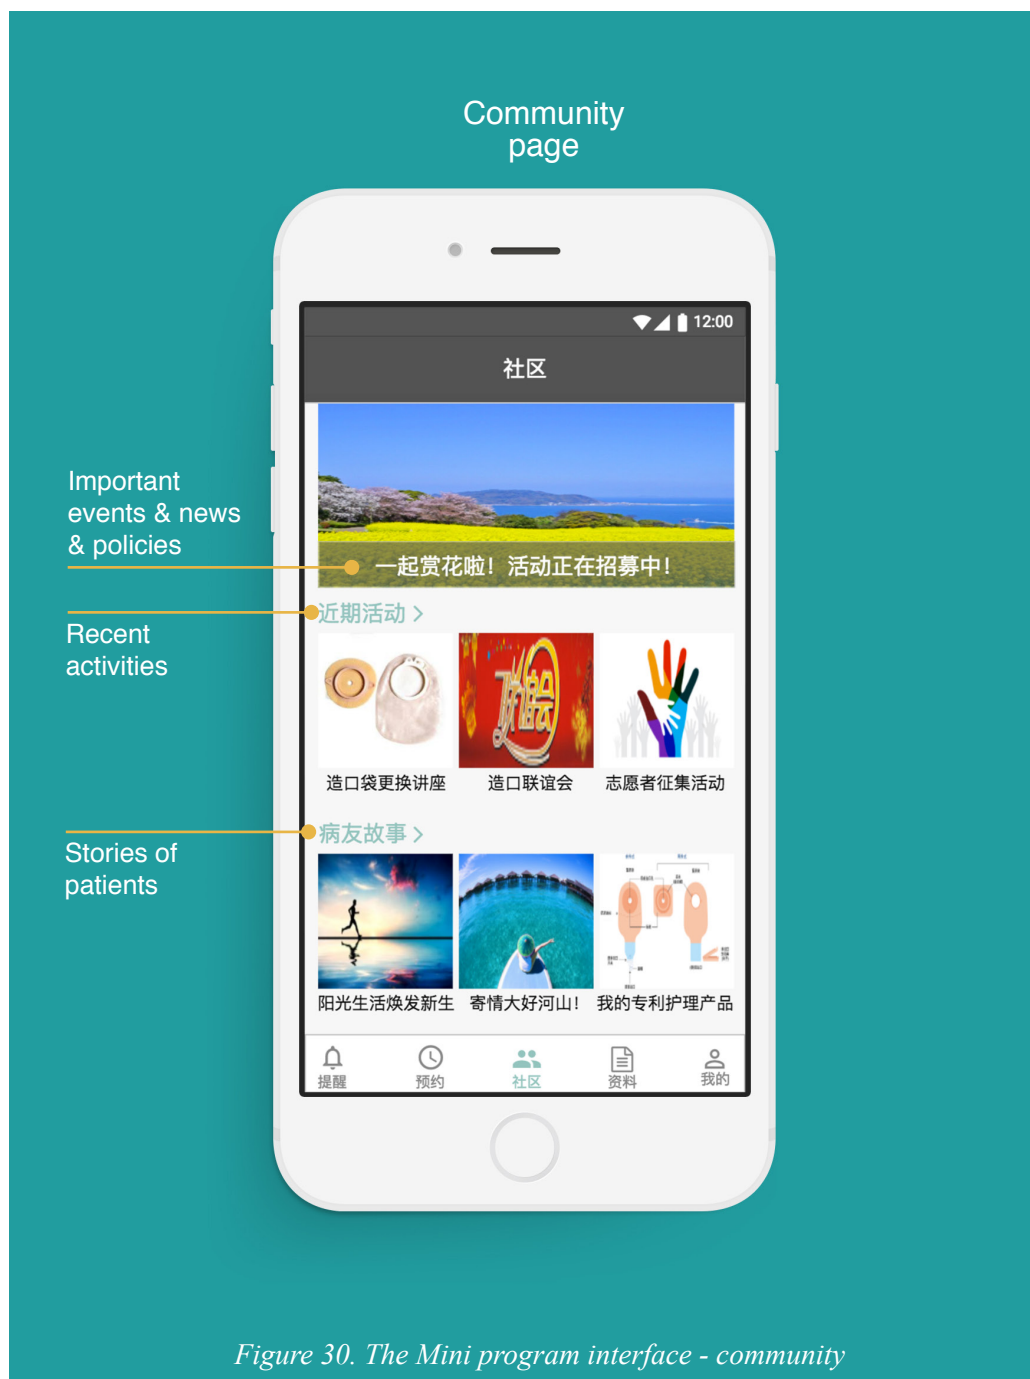 Community
page
12:00
社区
Important
events & news
& policies
一起赏花啦！活动正在招募中！
近期活动 >
Recent
activities
联谊会
造口袋更换讲座
造口联谊会
志愿者征集活动
病友故事 >
Stories of
patients
阳光生活焕发新生
寄情大好河山！
我的专利护理产品
提醒
预约
社区
资料
我的
Figure 30. The Mini program interface - community